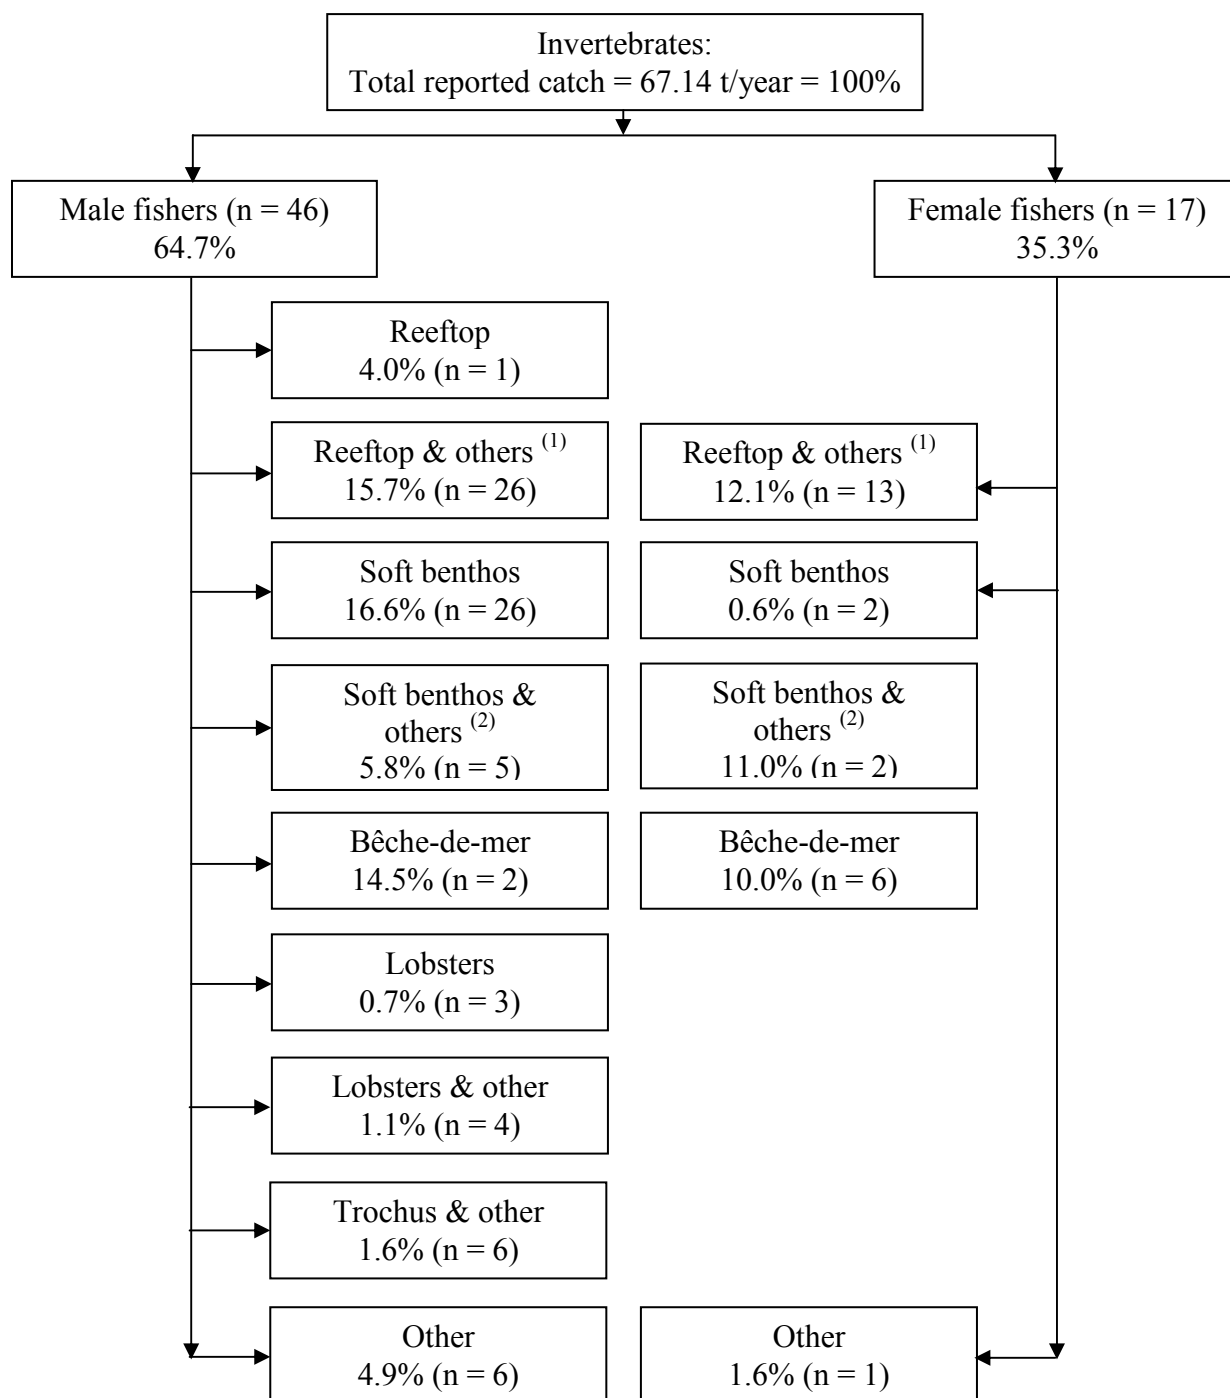 Invertebrates:
Total reported catch = 67.14 t/year = 100%
Male fishers (n = 46)
64.7%
Female fishers (n = 17)
35.3%
Reeftop
4.0% (n = 1)
Reeftop & others (1)
15.7% (n = 26)
Reeftop & others (1)
12.1% (n = 13)
Soft benthos
16.6% (n = 26)
Soft benthos
0.6% (n = 2)
Soft benthos &
others (2)
5.8% (n = 5)
Soft benthos &
others (2)
11.0% (n = 2)
Bêche-de-mer
14.5% (n = 2)
Bêche-de-mer
10.0% (n = 6)
Lobsters
0.7% (n = 3)
Lobsters & other
1.1% (n = 4)
Trochus & other
1.6% (n = 6)
Other
4.9% (n = 6)
Other
1.6% (n = 1)